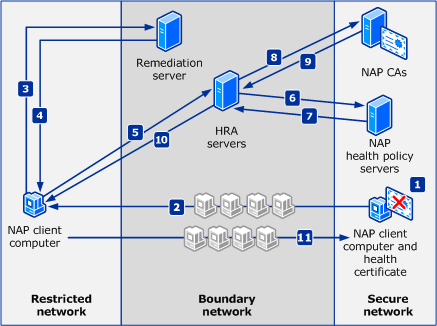 8
9
3
4
Remediation
server
NAP CAs
5
10
HRA
servers
6
7
NAP
health policy
servers
1
2
NAP client
computer
11
NAP client
computer and
health
certificate
Restricted
network
Boundary
network
Secure
network